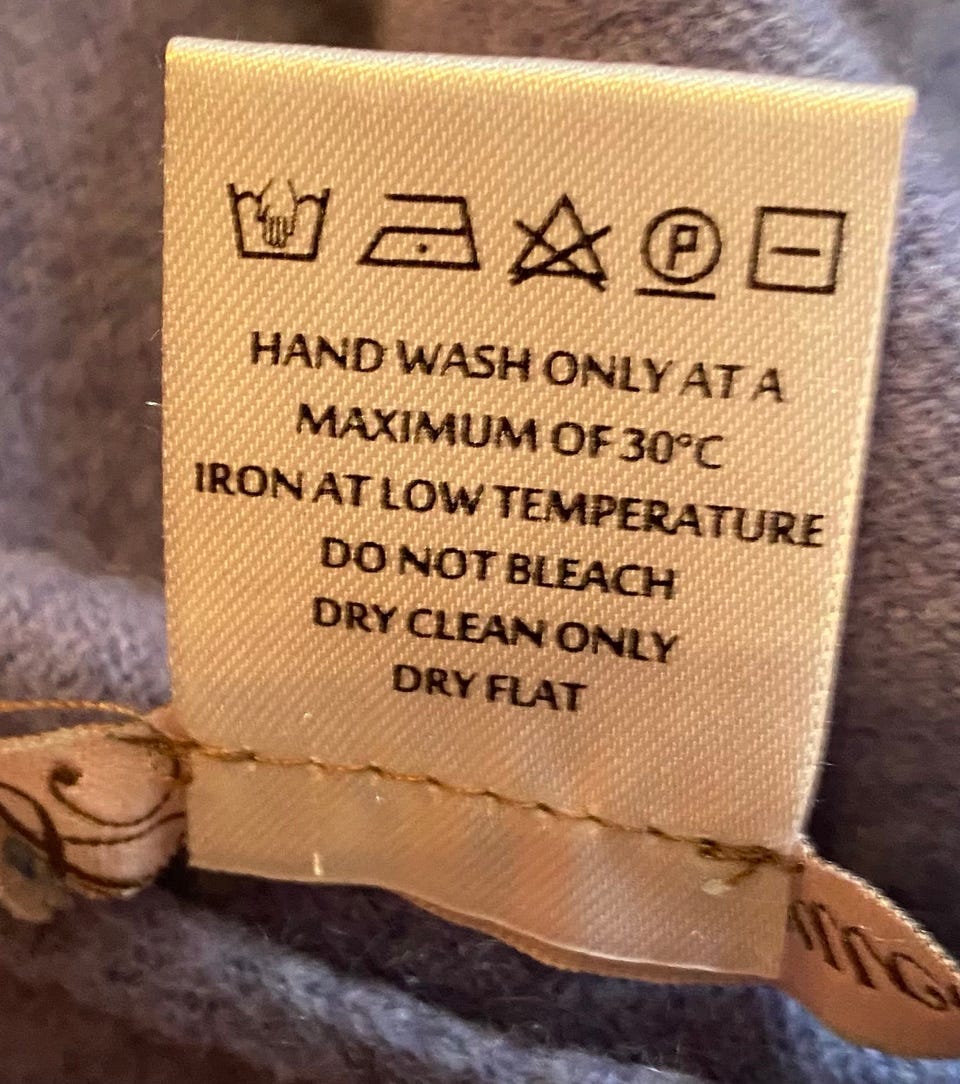 P
HAND WASH ONLY AT A
MAXIMUM OF 30°C
IRON AT LOW TEMPERATURE
DO NOT BLEACH
DRY CLEAN ONLY
DRY FLAT